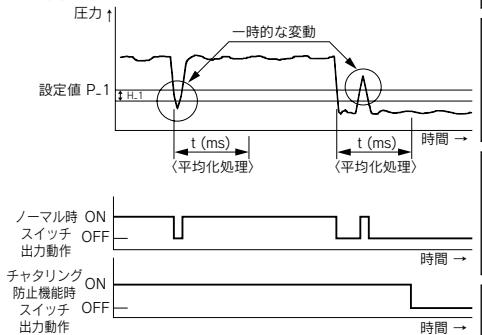 圧力 ↑
一時的な変動
設定値 P_1
H_1
t (ms)
t (ms)
時間 →
〈平均化処理〉
〈平均化処理〉
ノーマル時 ON
スイッチ OFF
出力動作
時間 →
チャタリング
防止機能時 ON
スイッチ OFF
出力動作
時間 →